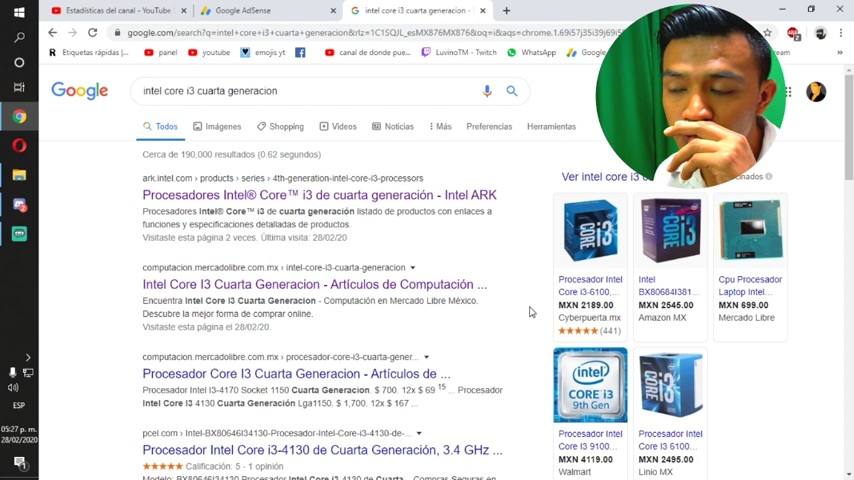 Estadísticas del canal - YouTube
Google AdSense
intel core i3 cuarta generacion -
google.com/search?q=intel+core+i3+cuarta+generacion&rlz=1C1SQJL_esMX876MX876&oq=i&aqs=chrome.1.69i57j35i39j69i5
Etiquetas rápidas |...
panel
youtube
emojis yt
canal de donde pue...
LuvinoTM - Twitch
WhatsApp
Google
Google
intel core i3 cuarta generacion
Todos
Imágenes
Shopping
Videos
Noticias
Más
Preferencias
Herramientas
Cerca de 190,000 resultados (0.62 segundos)
ark.intel.com › products › series › 4th-generation-intel-core-i3-processors
Procesadores Intel® Core™ i3 de cuarta generación - Intel ARK
Procesadores Intel® Core™ i3 de cuarta generación listado de productos con enlaces a
funciones y especificaciones detalladas de productos.
Visitaste esta página 2 veces. Última visita: 28/02/20
computacion.mercadolibre.com.mx › intel-core-i3-cuarta-generacion
Intel Core I3 Cuarta Generacion - Artículos de Computación ...
Encuentra Intel Core I3 Cuarta Generacion - Computación en Mercado Libre México.
Descubre la mejor forma de comprar online.
Visitaste esta página el 28/02/20.
computacion.mercadolibre.com.mx › procesador-core-i3-cuarta-gener...
Procesador Core I3 Cuarta Generacion - Artículos de ...
Procesador Intel I3-4170 Socket 1150 Cuarta Generacion. $ 700. 12x $ 69 15 ... Procesador
Intel Core i3 4130 Cuarta Generación Lga1150. $ 1,700. 12x $ 167 ...
pcel.com › Intel-BX80646I34130-Procesador-Intel-Core-i3-4130-de-...
Procesador Intel Core i3-4130 de Cuarta Generación, 3.4 GHz ...
Calificación: 5 - 1 opinión
Ver intel core i3 c
CORE i3
CORE i3
Procesador Intel
Core i3-6100,...
MXN 2189.00
Cyberpuerta.mx
(441)
Intel
BX80684I381...
MXN 2545.00
Amazon MX
Cpu Procesador
Laptop Intel...
MXN 699.00
Mercado Libre
intel
CORE i3
9th Gen
CORE i3
Procesador Intel
Core I3 9100...
MXN 4119.00
Walmart
Procesador Intel
Core I3 6100...
MXN 2495.00
Linio MX
ESP
05:27 p. m.
28/02/2020